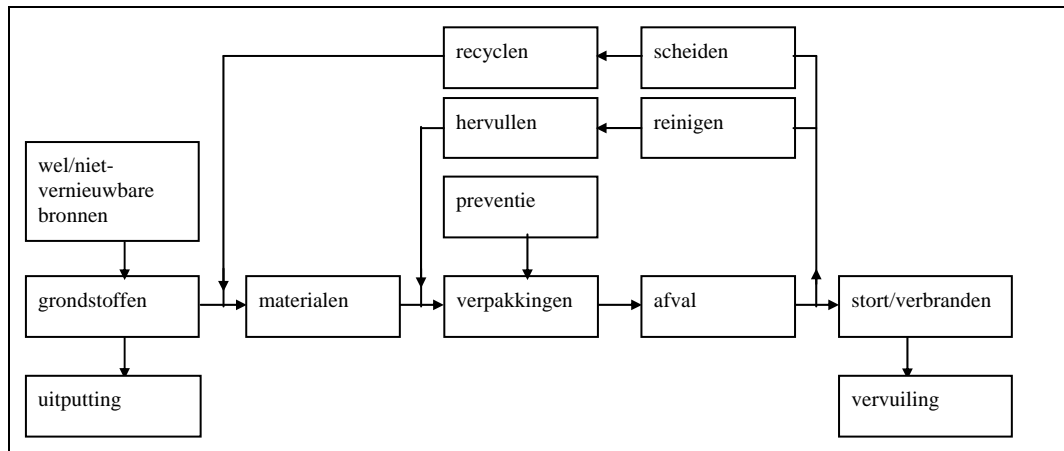 recyclen
scheiden
hervullen
reinigen
wel/niet-
vernieuwbare
bronnen
preventie
grondstoffen
materialen
verpakkingen
afval
stort/verbranden
uitputting
vervuiling